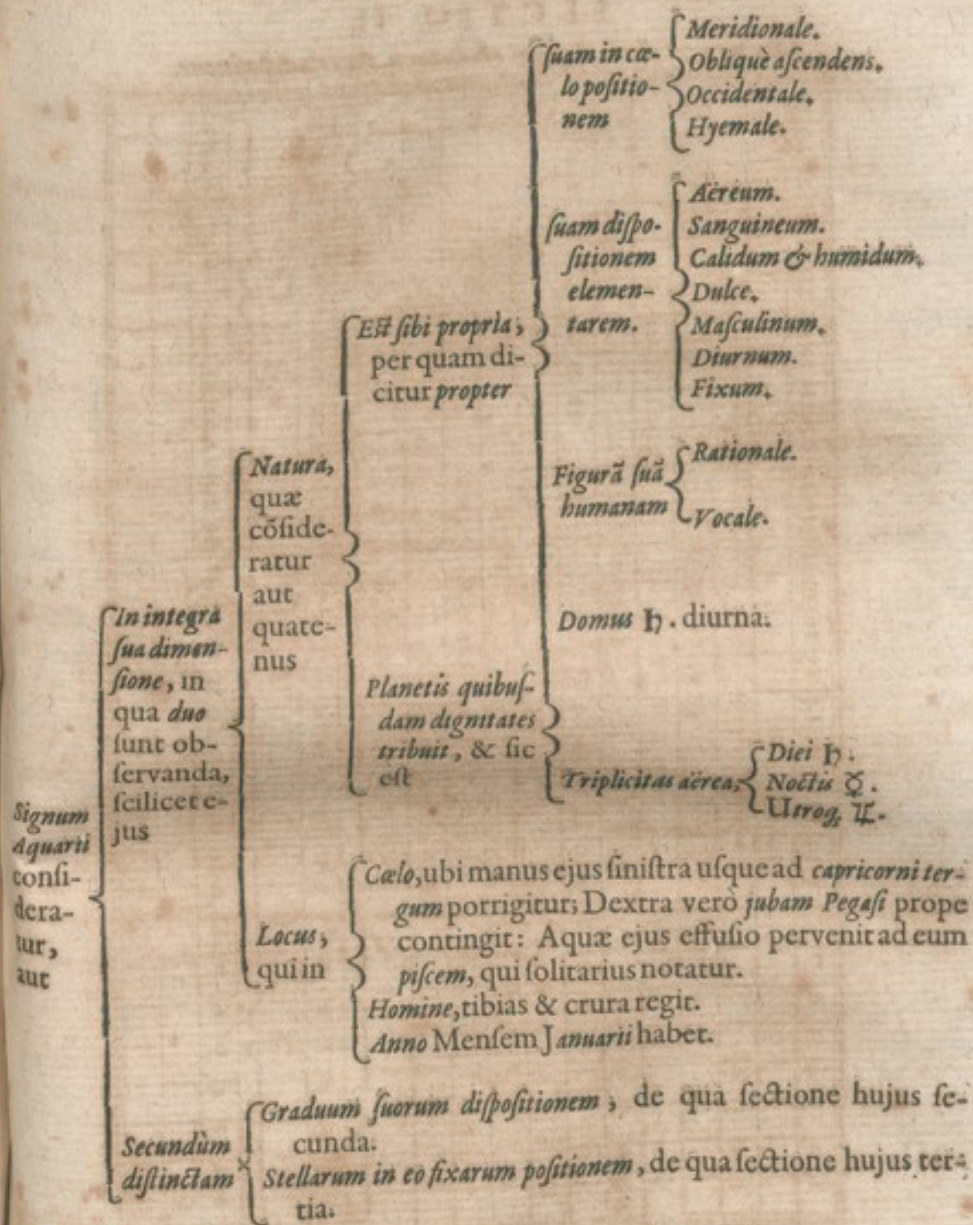 Signum
Aquarii
consi-
dera-
tur,
aut
In integrâ
sua dimen-
sione, in
qua duo
sunt ob-
servanda,
scilicet e-
jus
Natura,
quæ
cõside-
ratur
aut
quate-
nus
Est sibi propria;
per quam di-
citur propter
suam in cœ-
lo positio-
nem
Meridionale.
Obliquè ascendens.
Occidentale.
Hyemale.
suam dispo-
sitionem
elemen-
tarem.
Aëreum.
Sanguineum.
Calidum & humidum.
Dulce.
Masculinum.
Diurnum.
Fixum.
Figurã suã
humanam
Rationale.
Vocale.
Planetis quibus-
dam dignitates
tribuit, & sic
est
Domus ♄. diurna.
Triplicitas aërea,
Diei ♄.
Noctis ☿.
Utroq; ♃.
Locus,
qui in
Cœlo, ubi manus ejus sinistra usque ad capricorni ter-
gum porrigitur; Dextra verò jubam Pegasi prope
contingit: Aquæ ejus effusio pervenit ad eum
piscem, qui solitarius notatur.
Homine, tibias & crura regit.
Anno Mensem Januarii habet.
Secundùm
distinctam
Graduum suorum dispositionem, de qua sectione hujus se-
cunda.
Stellarum in eo fixarum positionem, de qua sectione hujus ter-
tia.